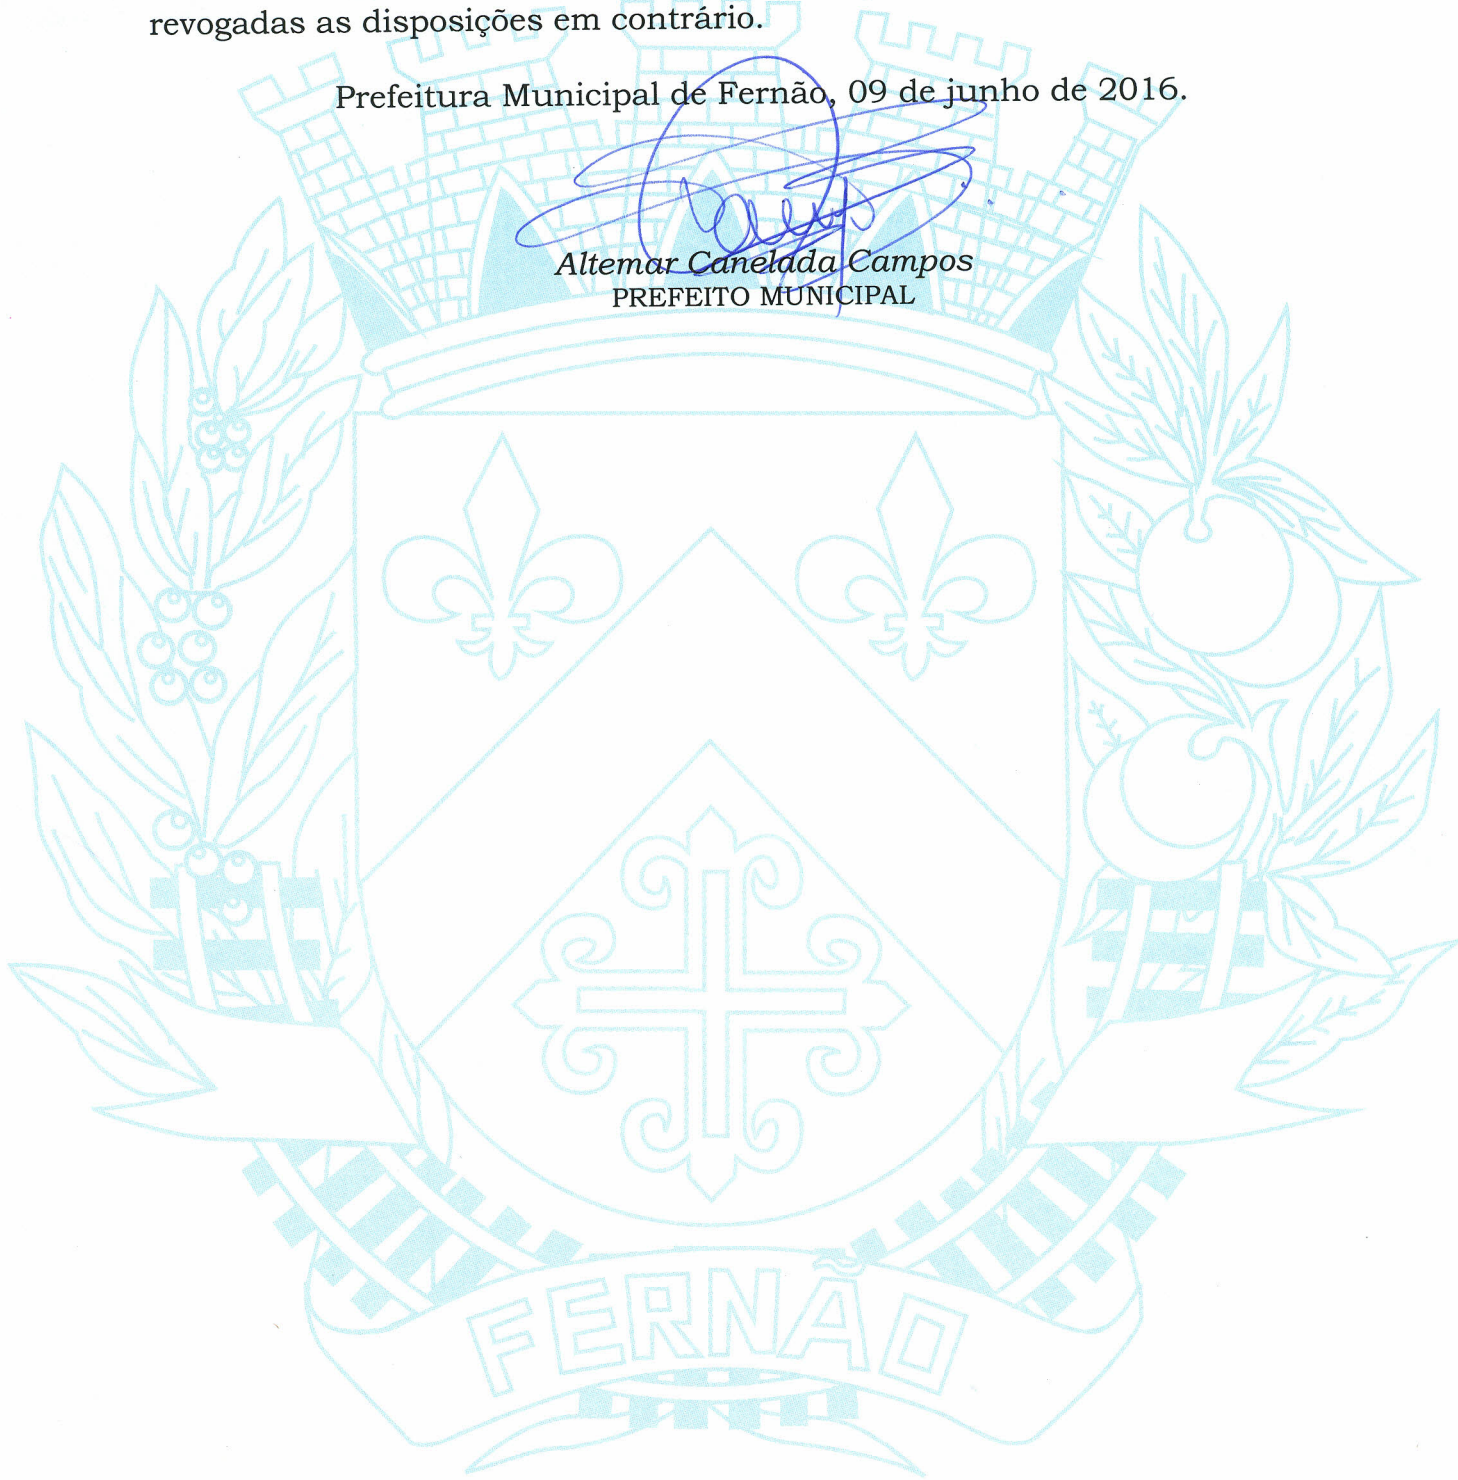 revogadas as disposições em contrário.
Prefeitura Municipal de Fernão, 09 de junho de 2016.
Altemar Canelada Campos
PREFEITO MUNICIPAL
FERNÃO